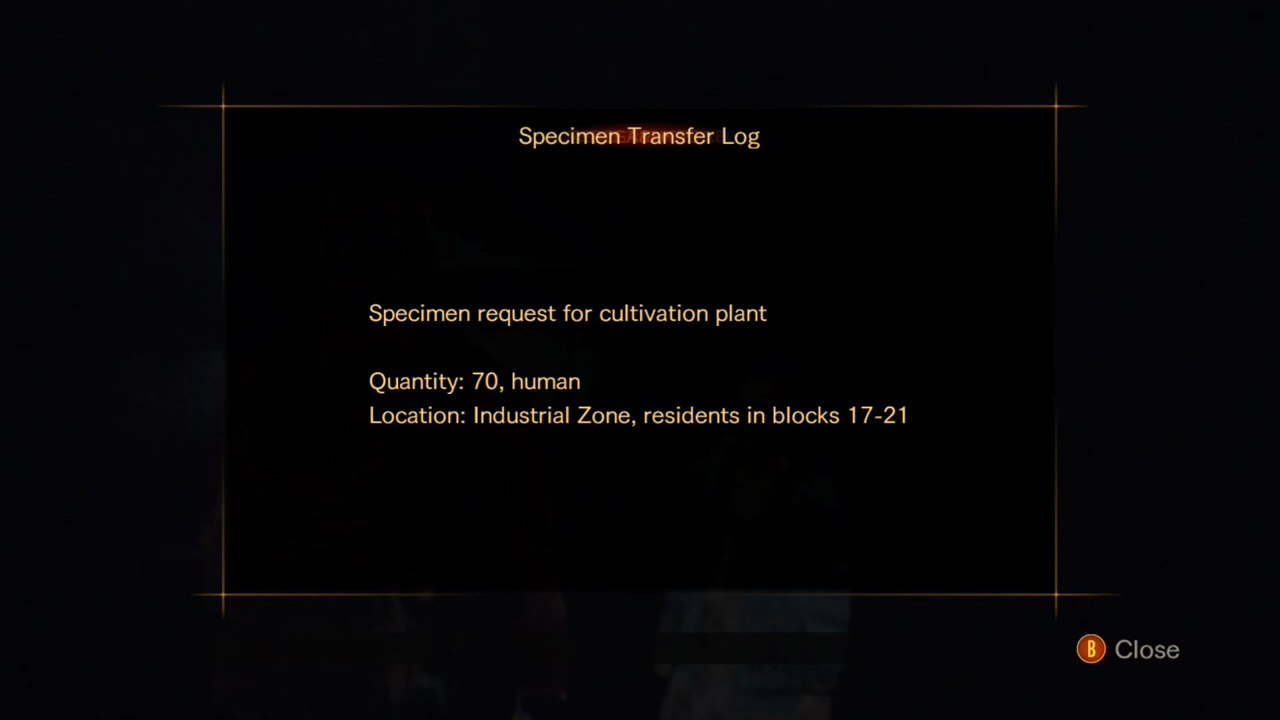 Specimen Transfer Log
Specimen request for cultivation plant
Quantity: 70, human
Location: Industrial Zone, residents in blocks 17-21
B Close